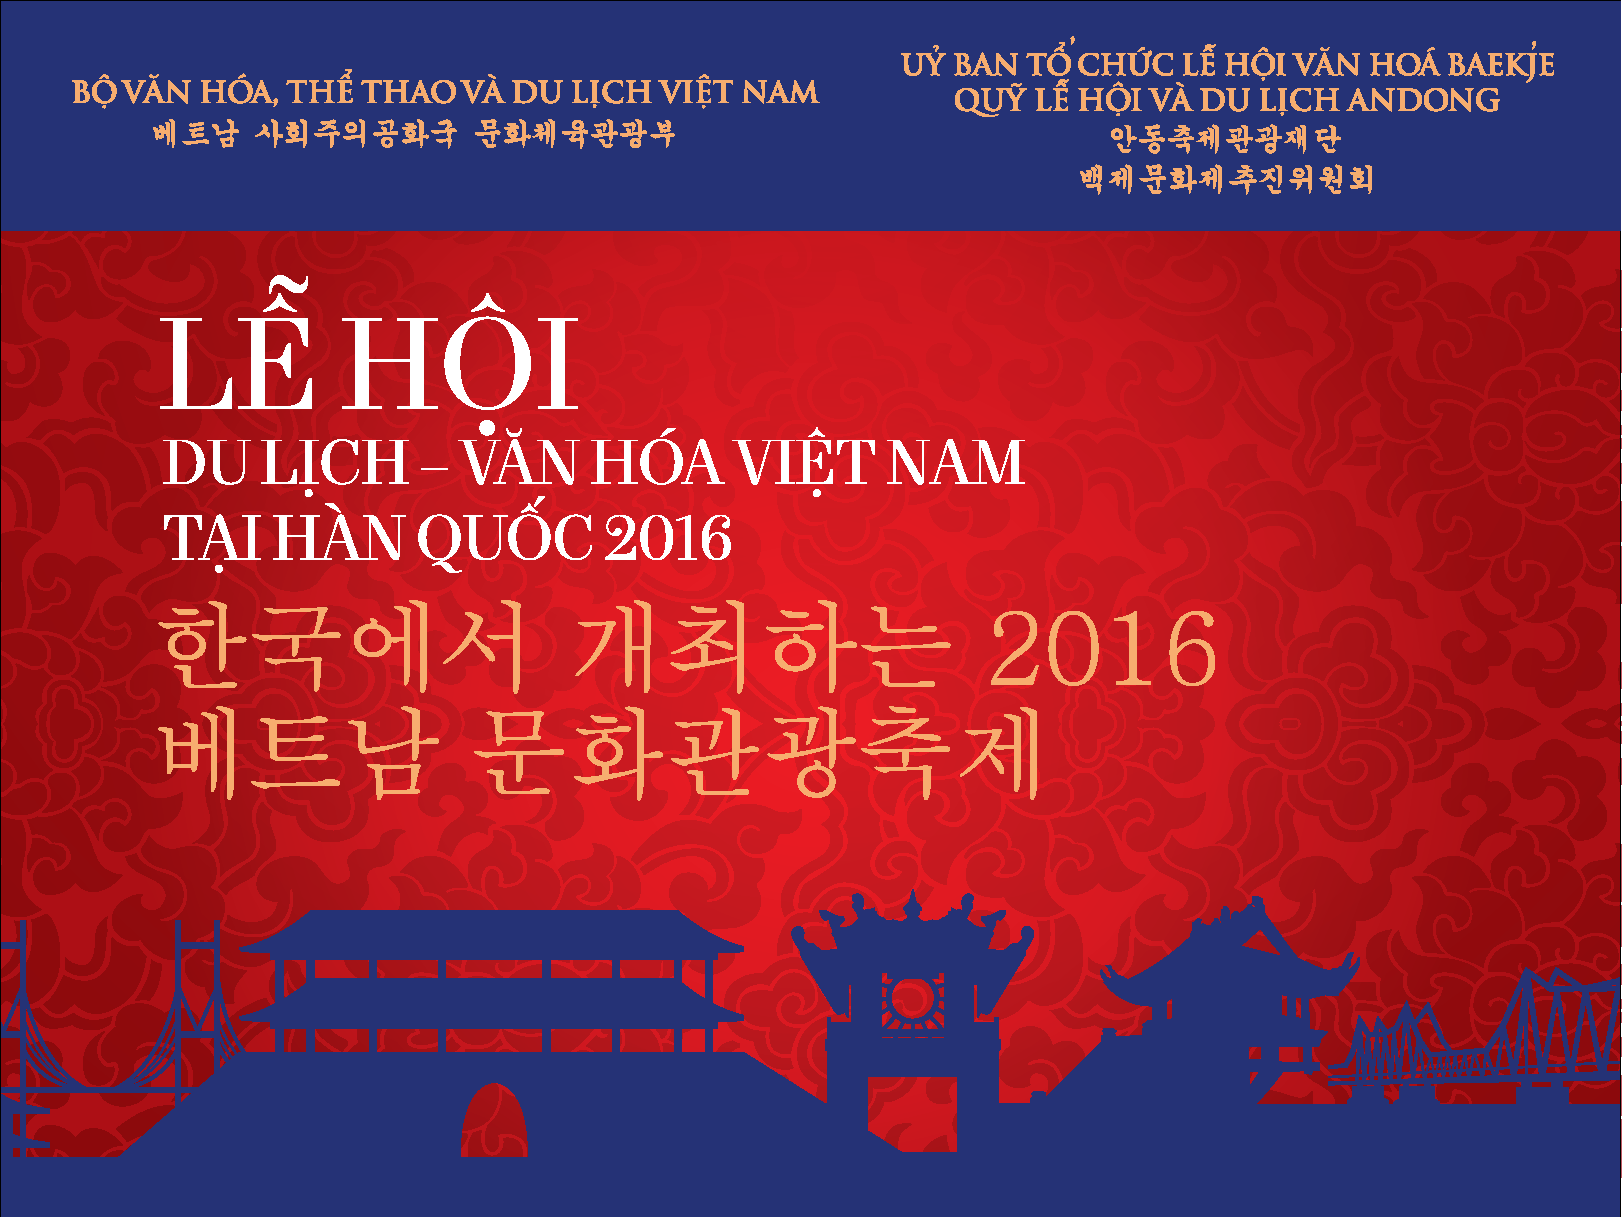 BỘ VĂN HÓA, THỂ THAO VÀ DU LỊCH VIỆT NAM
베트남 사회주의공화국 문화체육관광부
UỶ BAN TỔ CHỨC LỄ HỘI VĂN HOÁ BAEKJE
QUỸ LỄ HỘI VÀ DU LỊCH ANDONG
안동축제관광재단
백제문화제추진위원회
LỄ HỘI
DU LỊCH – VĂN HÓA VIỆT NAM
TẠI HÀN QUỐC 2016
한국에서 개최하는 2016
베트남 문화관광축제